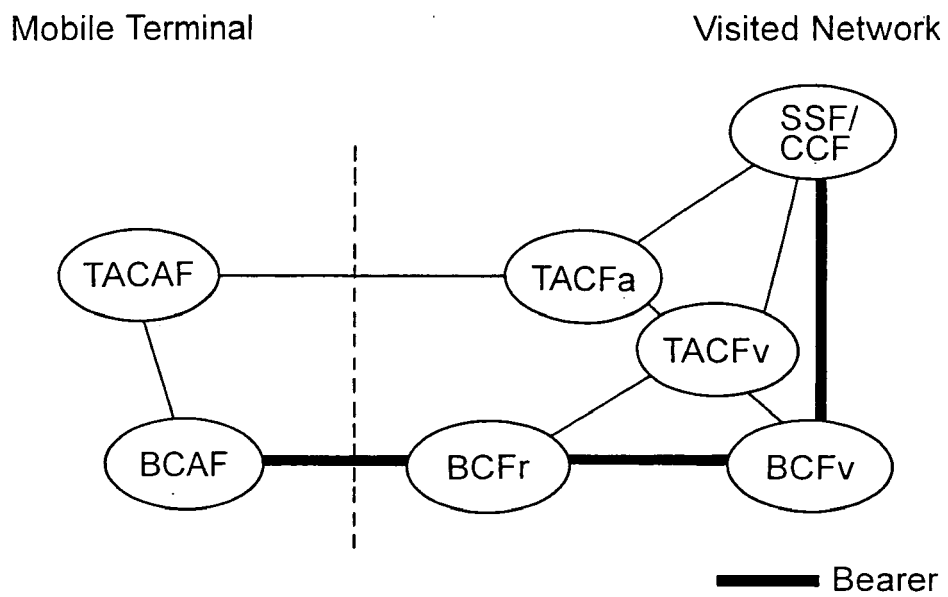 Mobile Terminal
Visited Network
SSF/
CCF
TACAF
TACFa
TACFv
BCAF
BCFr
BCFv
Bearer